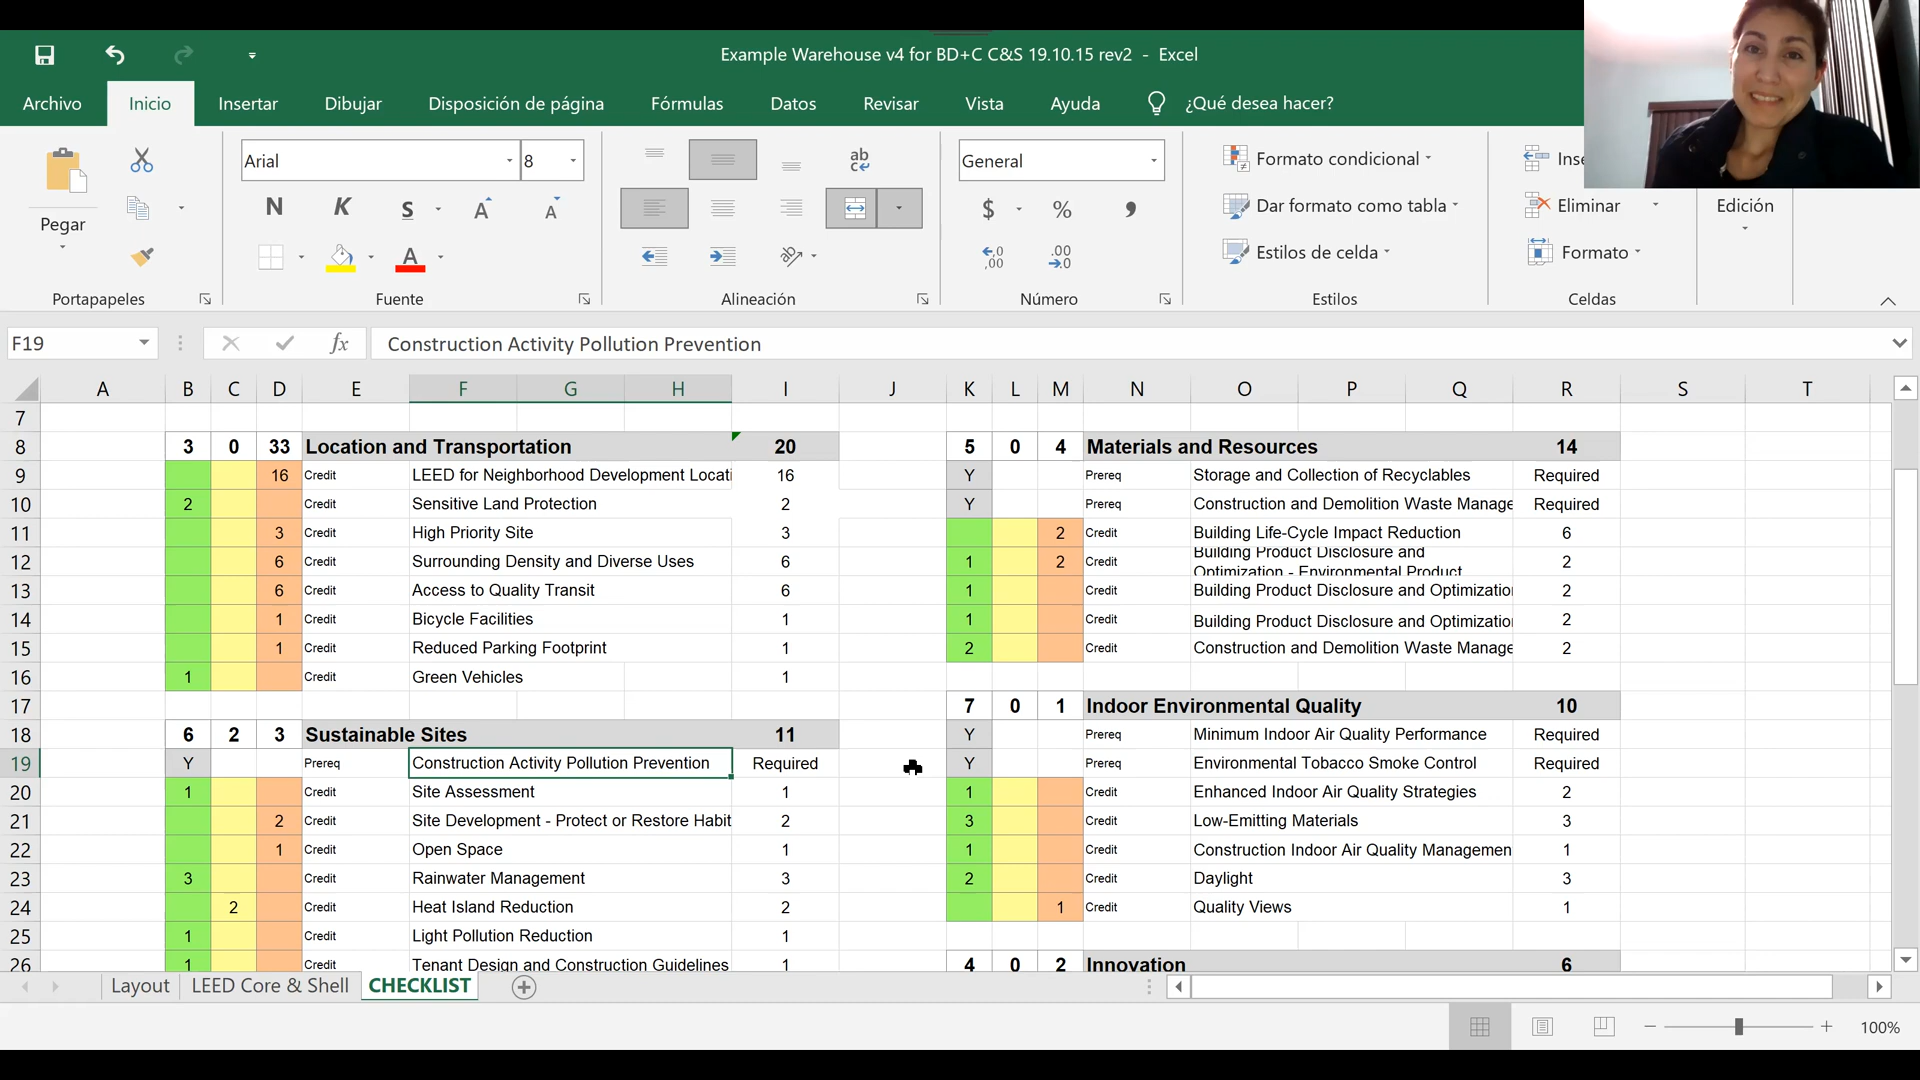 Example Warehouse v4 for BD+C C&S 19.10.15 rev2 - Excel
Archivo Inicio Insertar Dibujar Disposición de página Fórmulas Datos Revisar Vista Ayuda ¿Qué desea hacer?
Pegar
Portapapeles
Arial 8
N K S A A
A
Fuente
ab
c
Alineación
General
$ % ,
,00 ,00
Número
Formato condicional
Dar formato como tabla
Estilos de celda
Estilos
Inse
Eliminar
Formato
Celdas
Edición
F19 fx Construction Activity Pollution Prevention
A B C D E F G H I J K L M N O P Q R S T
7
8 3 0 33 Location and Transportation 20 5 0 4 Materials and Resources 14
9 16 Credit LEED for Neighborhood Development Locati 16 Y Prereq Storage and Collection of Recyclables Required
10 2 Credit Sensitive Land Protection 2 Y Prereq Construction and Demolition Waste Manage Required
11 3 Credit High Priority Site 3 2 Credit Building Life-Cycle Impact Reduction 6
12 6 Credit Surrounding Density and Diverse Uses 6 1 2 Credit Building Product Disclosure and Optimization - Environmental Product 2
13 6 Credit Access to Quality Transit 6 1 Credit Building Product Disclosure and Optimizatio 2
14 1 Credit Bicycle Facilities 1 1 Credit Building Product Disclosure and Optimizatio 2
15 1 Credit Reduced Parking Footprint 1 2 Credit Construction and Demolition Waste Manage 2
16 1 Credit Green Vehicles 1
17 7 0 1 Indoor Environmental Quality 10
18 6 2 3 Sustainable Sites 11 Y Prereq Minimum Indoor Air Quality Performance Required
19 Y Prereq Construction Activity Pollution Prevention Required Y Prereq Environmental Tobacco Smoke Control Required
20 1 Credit Site Assessment 1 1 Credit Enhanced Indoor Air Quality Strategies 2
21 2 Credit Site Development - Protect or Restore Habit 2 3 Credit Low-Emitting Materials 3
22 1 Credit Open Space 1 1 Credit Construction Indoor Air Quality Managemen 1
23 3 Credit Rainwater Management 3 2 Credit Daylight 3
24 2 Credit Heat Island Reduction 2 1 Credit Quality Views 1
25 1 Credit Light Pollution Reduction 1
26 1 Credit Tenant Design and Construction Guidelines 1 4 0 2 Innovation 6
Layout LEED Core & Shell CHECKLIST
100%